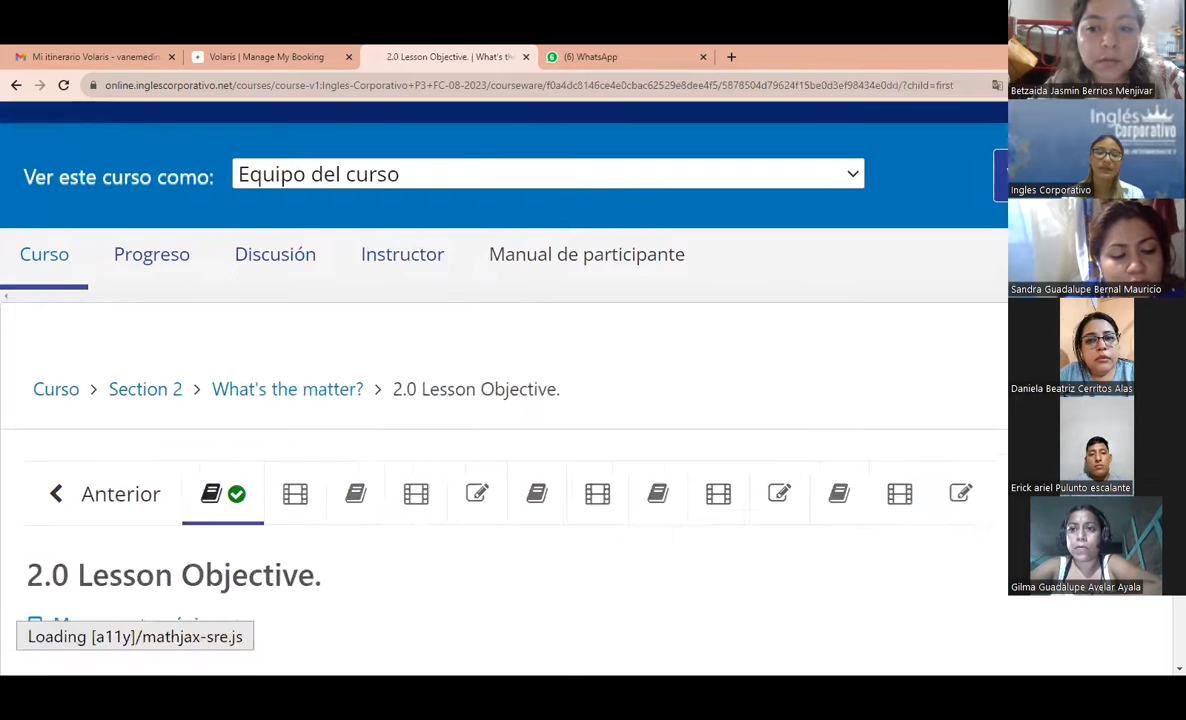 Mi itinerario Volaris - vanemedin
Volaris | Manage My Booking
2.0 Lesson Objective. | What's th
(6) WhatsApp
online.inglescorporativo.net/courses/course-v1:Ingles-Corporativo+P3+FC-08-2023/courseware/f0a4dc8146ce4e0cbac62529e8dee4f5/5878504d79624f15be0d3ef98434e0dd/?child=first
Ver este curso como:
Equipo del curso
Curso
Progreso
Discusión
Instructor
Manual de participante
Curso > Section 2 > What's the matter? > 2.0 Lesson Objective.
Anterior
2.0 Lesson Objective.
Loading [a11y]/mathjax-sre.js
Betzaida Jasmin Berrios Menjivar
Inglés
Corporativo
Ingles Corporativo
Sandra Guadalupe Bernal Mauricio
Daniela Beatriz Cerritos Alas
Erick ariel Pulunto escalante
Gilma Guadalupe Avelar Ayala